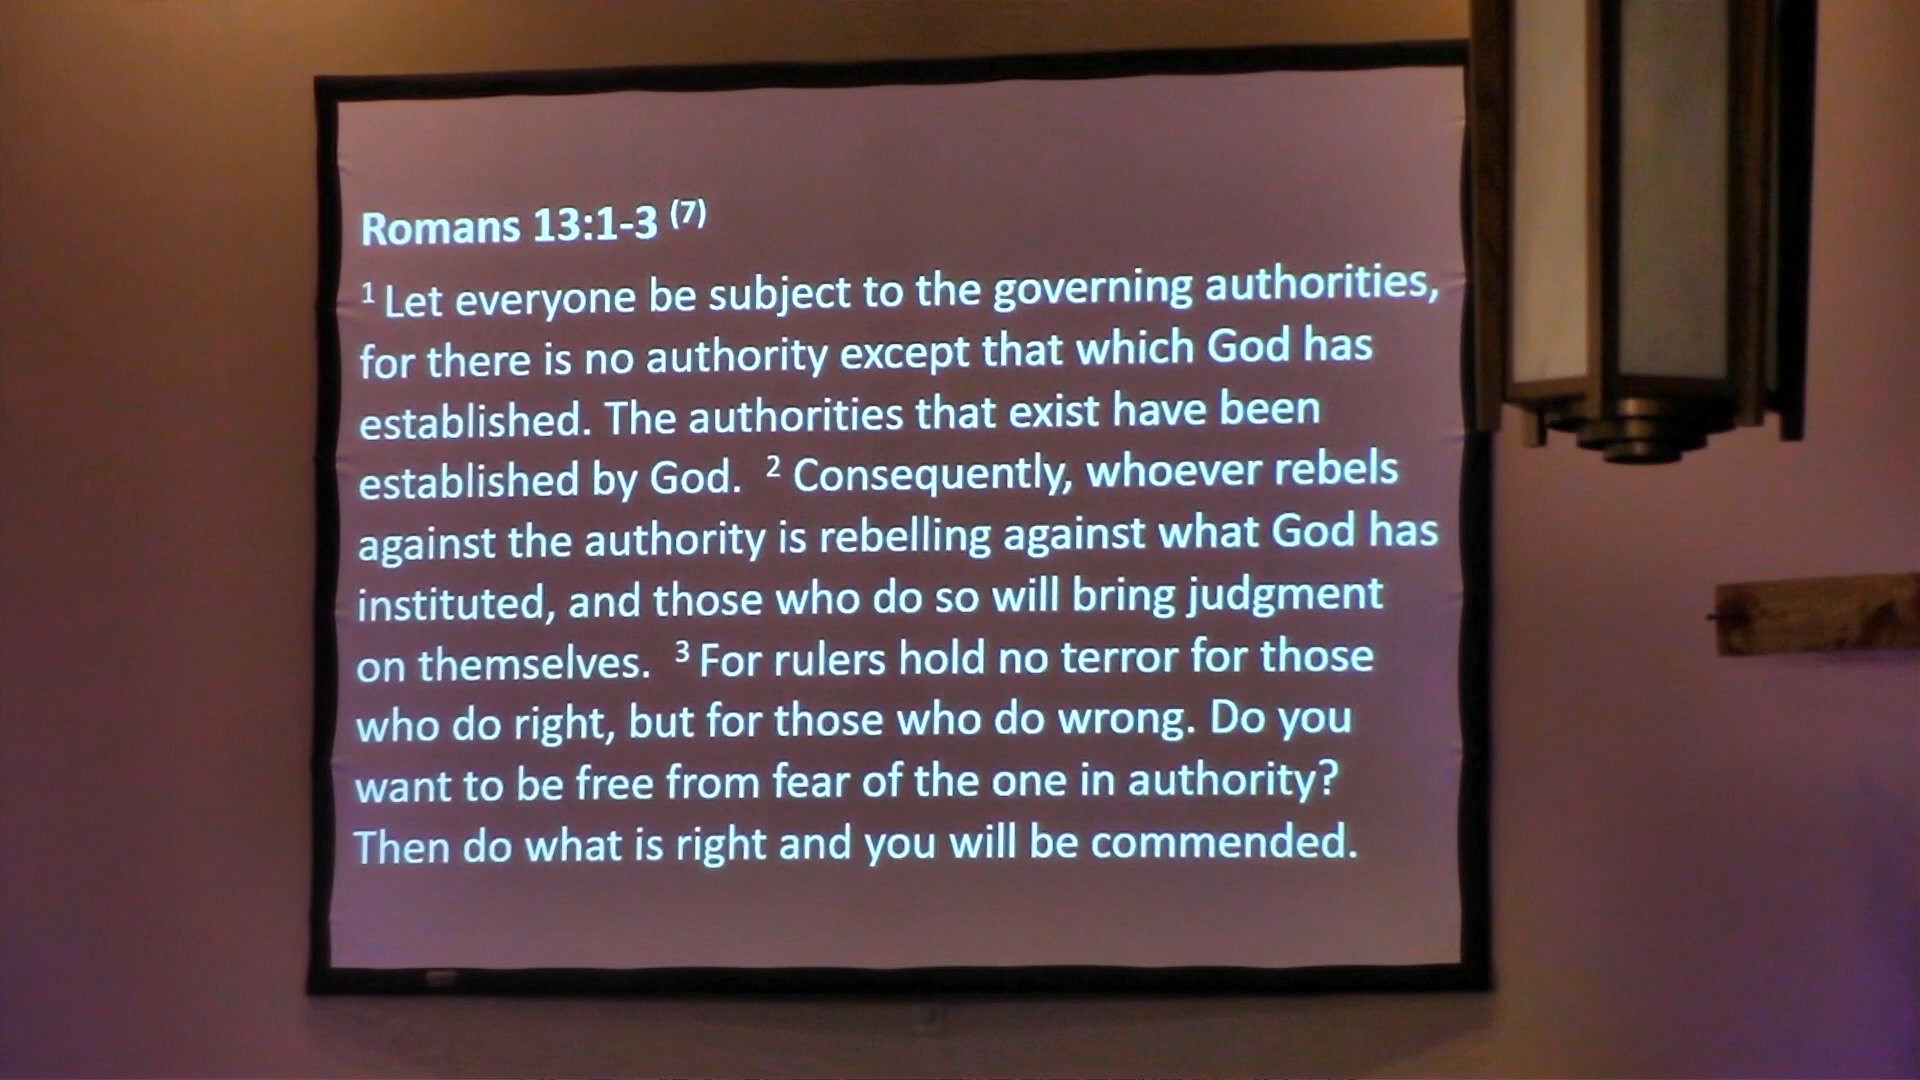 Romans 13:1-3 (7)
1 Let everyone be subject to the governing authorities,
for there is no authority except that which God has
established. The authorities that exist have been
established by God. 2 Consequently, whoever rebels
against the authority is rebelling against what God has
instituted, and those who do so will bring judgment
on themselves. 3 For rulers hold no terror for those
who do right, but for those who do wrong. Do you
want to be free from fear of the one in authority?
Then do what is right and you will be commended.